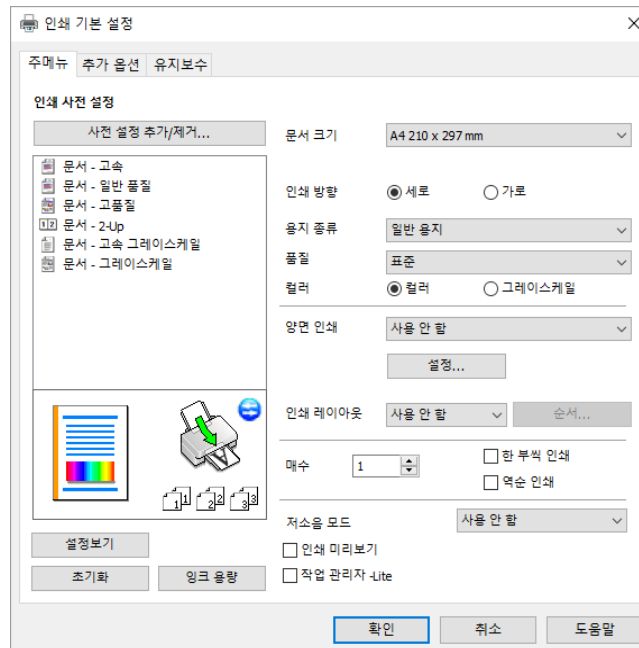 인쇄 기본 설정
주메뉴 추가 옵션 유지보수
인쇄 사전 설정
사전 설정 추가/제거...
문서 - 고속
문서 - 일반 품질
문서 - 고품질
1 2 문서 - 2-Up
문서 - 고속 그레이스케일
문서 - 그레이스케일
1 1 2 2 3 3
설정보기
초기화 잉크 용량
문서 크기 A4 210 x 297 mm
인쇄 방향 세로 가로
용지 종류 일반 용지
품질 표준
컬러 컬러 그레이스케일
양면 인쇄 사용 안 함
설정...
인쇄 레이아웃 사용 안 함 순서...
매수 1 한 부씩 인쇄
역순 인쇄
저소음 모드 사용 안 함
인쇄 미리보기
작업 관리자 -Lite
확인 취소 도움말